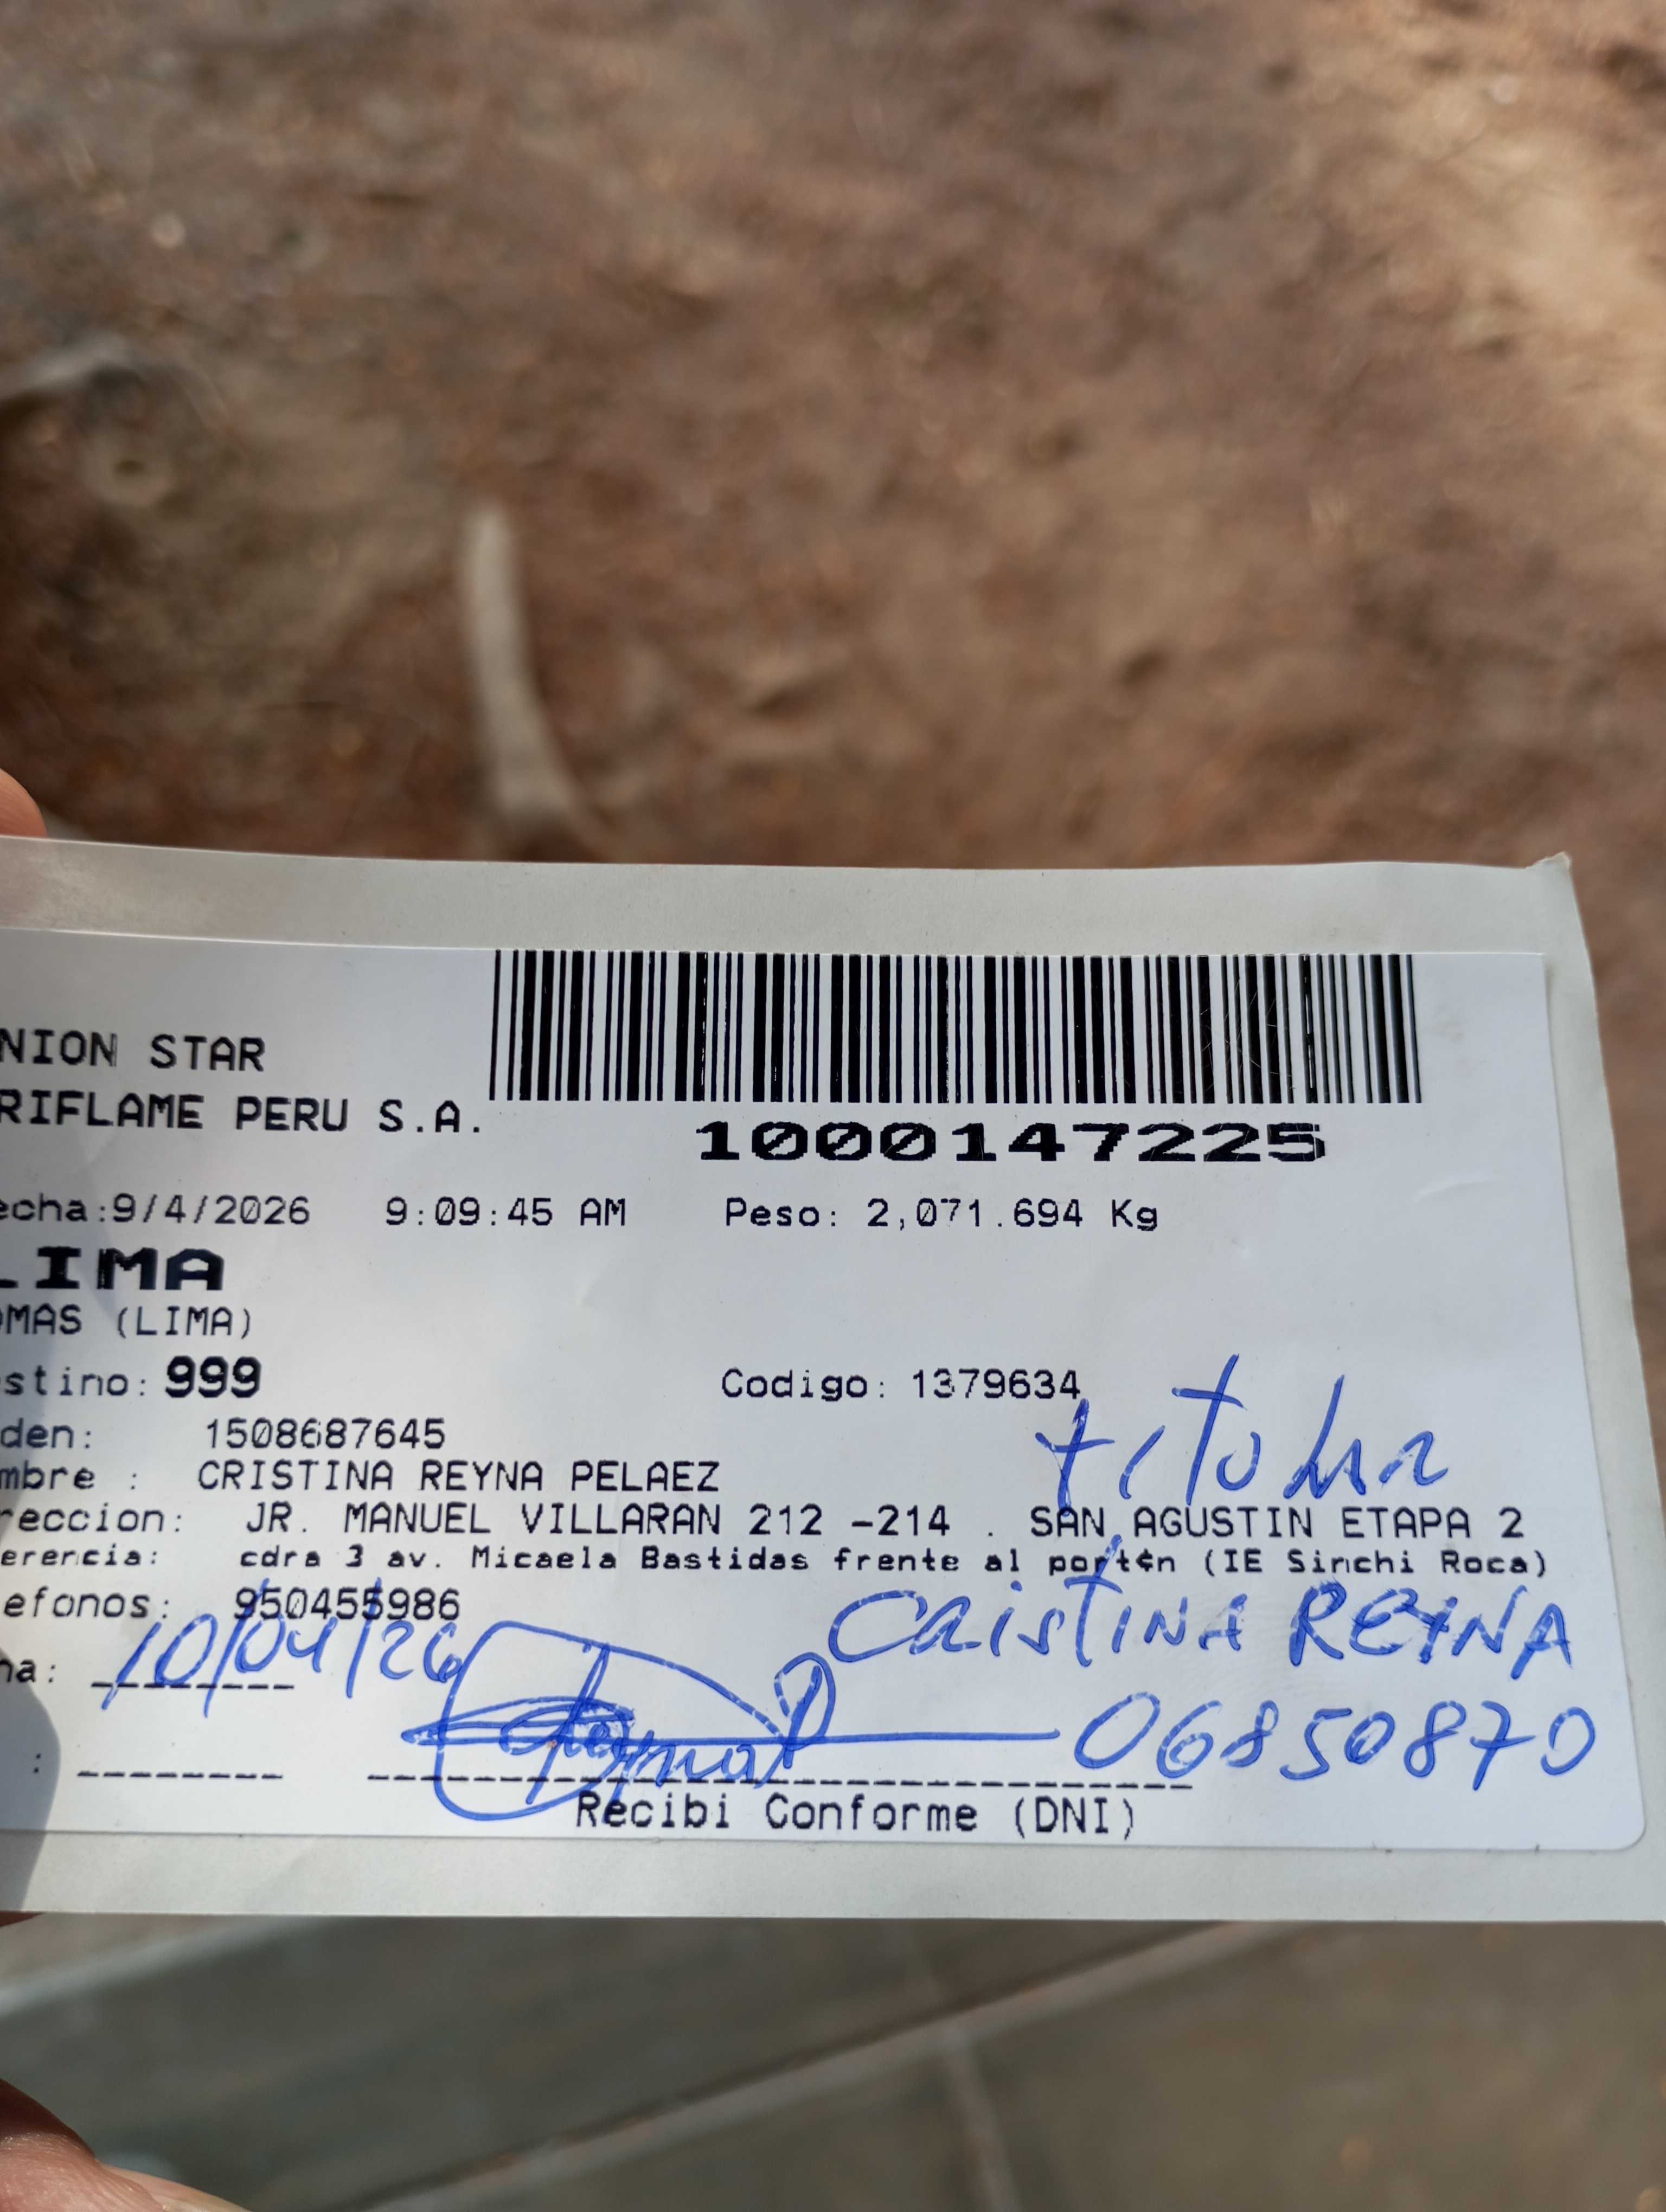 NION STAR
RIFLAME PERU S.A.
1000147225
echa:9/4/2026 9:09:45 AM Peso: 2,071.694 Kg
LIMA
OMAS (LIMA)
stino: 999 Codigo: 1379634
den: 1508687645
titular
mbre : CRISTINA REYNA PELAEZ
reccion: JR. MANUEL VILLARAN 212 -214 . SAN AGUSTIN ETAPA 2
erencia: cdra 3 av. Micaela Bastidas frente al portón (IE Sinchi Roca)
efonos: 950455986
CRISTINA REYNA
ha: 10/04/26
06850870
: 
Recibi Conforme (DNI)